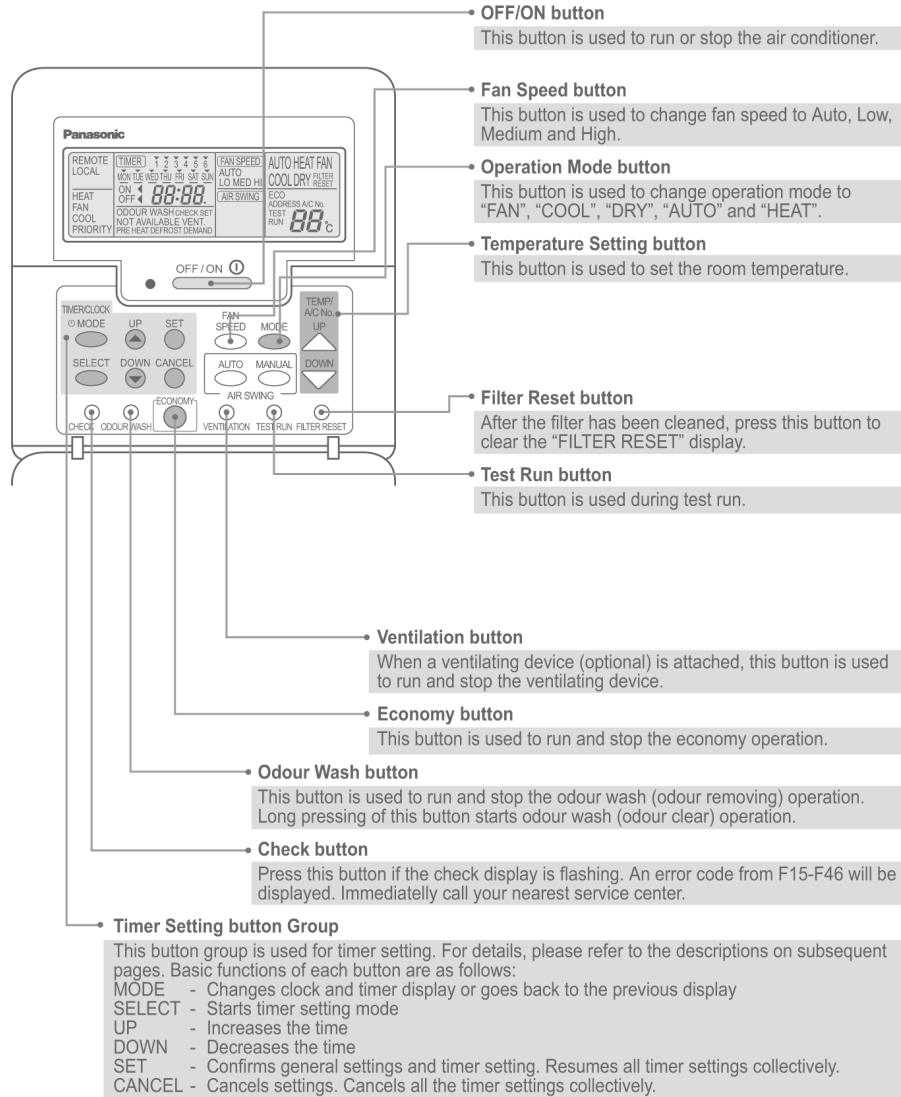 OFF/ON button
This button is used to run or stop the air conditioner.
Fan Speed button
This button is used to change fan speed to Auto, Low,
Medium and High.
Operation Mode button
This button is used to change operation mode to
“FAN”, “COOL”, “DRY”, “AUTO” and “HEAT”.
Temperature Setting button
This button is used to set the room temperature.
Panasonic
REMOTE
LOCAL
HEAT
FAN
COOL
PRIORITY
TIMER 1 2 3 4 5 6
MON TUE WED THU FRI SAT SUN
ON
OFF 88:88.
ODOUR WASH CHECK SET
NOT AVAILABLE VENT.
PRE HEAT DEFROST DEMAND
FAN SPEED
AUTO
LO MED HI
AIR SWING
AUTO HEAT FAN
COOL DRY FILTER RESET
ECO
ADDRESS A/C No.
TEST
RUN 88°C
OFF / ON
TIMER/CLOCK
MODE UP SET
SELECT DOWN CANCEL
FAN
SPEED MODE
AUTO MANUAL
AIR SWING
TEMP/
A/C No.
UP
DOWN
ECONOMY
CHECK ODOUR WASH VENTILATION TEST RUN FILTER RESET
Filter Reset button
After the filter has been cleaned, press this button to
clear the “FILTER RESET” display.
Test Run button
This button is used during test run.
Ventilation button
When a ventilating device (optional) is attached, this button is used
to run and stop the ventilating device.
Economy button
This button is used to run and stop the economy operation.
Odour Wash button
This button is used to run and stop the odour wash (odour removing) operation.
Long pressing of this button starts odour wash (odour clear) operation.
Check button
Press this button if the check display is flashing. An error code from F15-F46 will be
displayed. Immediatelly call your nearest service center.
Timer Setting button Group
This button group is used for timer setting. For details, please refer to the descriptions on subsequent
pages. Basic functions of each button are as follows:
MODE - Changes clock and timer display or goes back to the previous display
SELECT - Starts timer setting mode
UP - Increases the time
DOWN - Decreases the time
SET - Confirms general settings and timer setting. Resumes all timer settings collectively.
CANCEL - Cancels settings. Cancels all the timer settings collectively.